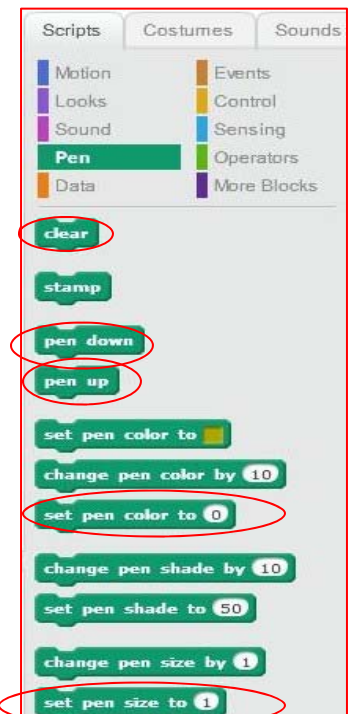 Scripts Costumes Sounds
Motion Events
Looks Control
Sound Sensing
Pen Operators
Data More Blocks
clear
stamp
pen down
pen up
set pen color to
change pen color by 10
set pen color to 0
change pen shade by 10
set pen shade to 50
change pen size by 1
set pen size to 1